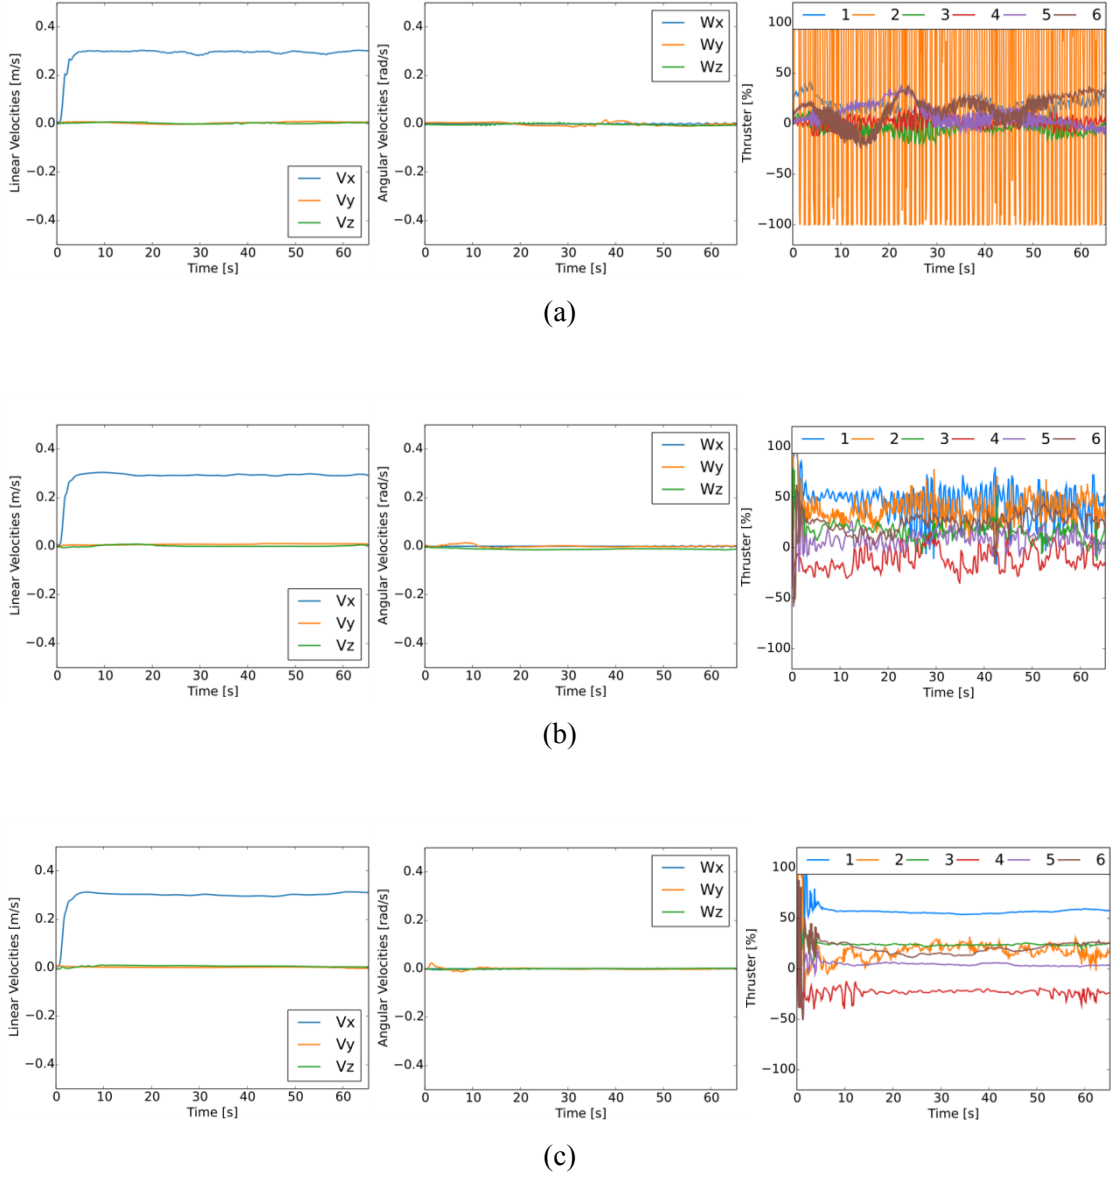 0.4
0.2
0.0
−0.2
−0.4
Linear Velocities [m/s]
Vx
Vy
Vz
0 10 20 30 40 50 60
Time [s]
0.4
0.2
0.0
−0.2
−0.4
Angular Velocities [rad/s]
Wx
Wy
Wz
0 10 20 30 40 50 60
Time [s]
100
50
0
−50
−100
Thruster [%]
1 2 3 4 5 6
0 10 20 30 40 50 60
Time [s]
(a)
0.4
0.2
0.0
−0.2
−0.4
Linear Velocities [m/s]
Vx
Vy
Vz
0 10 20 30 40 50 60
Time [s]
0.4
0.2
0.0
−0.2
−0.4
Angular Velocities [rad/s]
Wx
Wy
Wz
0 10 20 30 40 50 60
Time [s]
100
50
0
−50
−100
Thruster [%]
1 2 3 4 5 6
0 10 20 30 40 50 60
Time [s]
(b)
0.4
0.2
0.0
−0.2
−0.4
Linear Velocities [m/s]
Vx
Vy
Vz
0 10 20 30 40 50 60
Time [s]
0.4
0.2
0.0
−0.2
−0.4
Angular Velocities [rad/s]
Wx
Wy
Wz
0 10 20 30 40 50 60
Time [s]
100
50
0
−50
−100
Thruster [%]
1 2 3 4 5 6
0 10 20 30 40 50 60
Time [s]
(c)